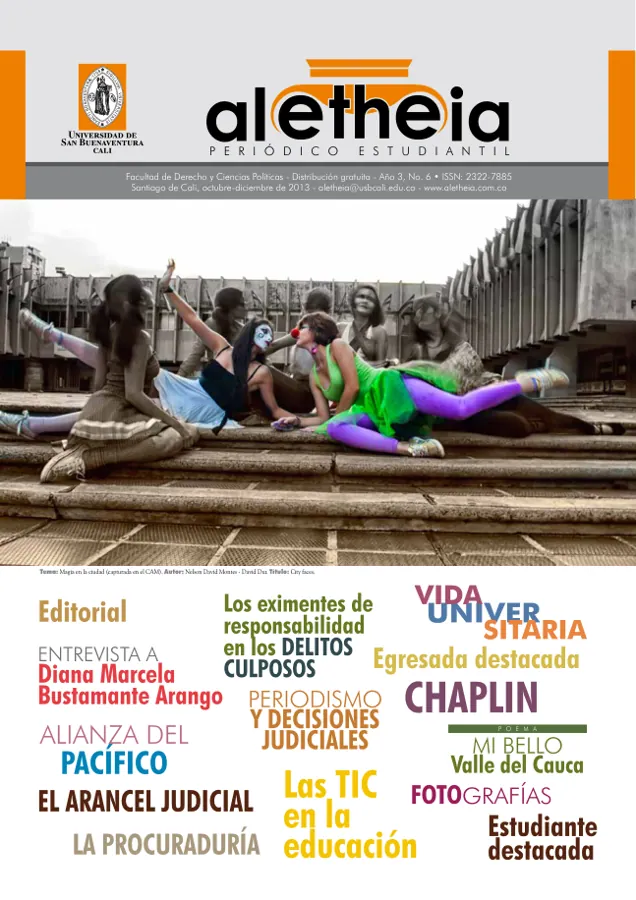 UNIVERSIDAD DE
SAN BUENAVENTURA
CALI
aletheia
PERIÓDICO ESTUDIANTIL
Facultad de Derecho y Ciencias Políticas - Distribución gratuita - Año 3, No. 6 • ISSN: 2322-7885
Santiago de Cali, octubre-diciembre de 2013 - aletheia@usbcali.edu.co - www.aletheia.com.co
Toma: Magia en la ciudad (capturada en el CAM). Autor: Nelson David Montes - David Daz Título: City faces.
Editorial
ENTREVISTA A
Diana Marcela
Bustamante Arango
ALIANZA DEL
PACÍFICO
EL ARANCEL JUDICIAL
LA PROCURADURÍA
Los eximentes de
responsabilidad
en los DELITOS
CULPOSOS
PERIODISMO
Y DECISIONES
JUDICIALES
Las TIC
en la
educación
VIDA
UNIVER
SITARIA
Egresada destacada
CHAPLIN
POEMA
MI BELLO
Valle del Cauca
FOTOGRAFÍAS
Estudiante
destacada